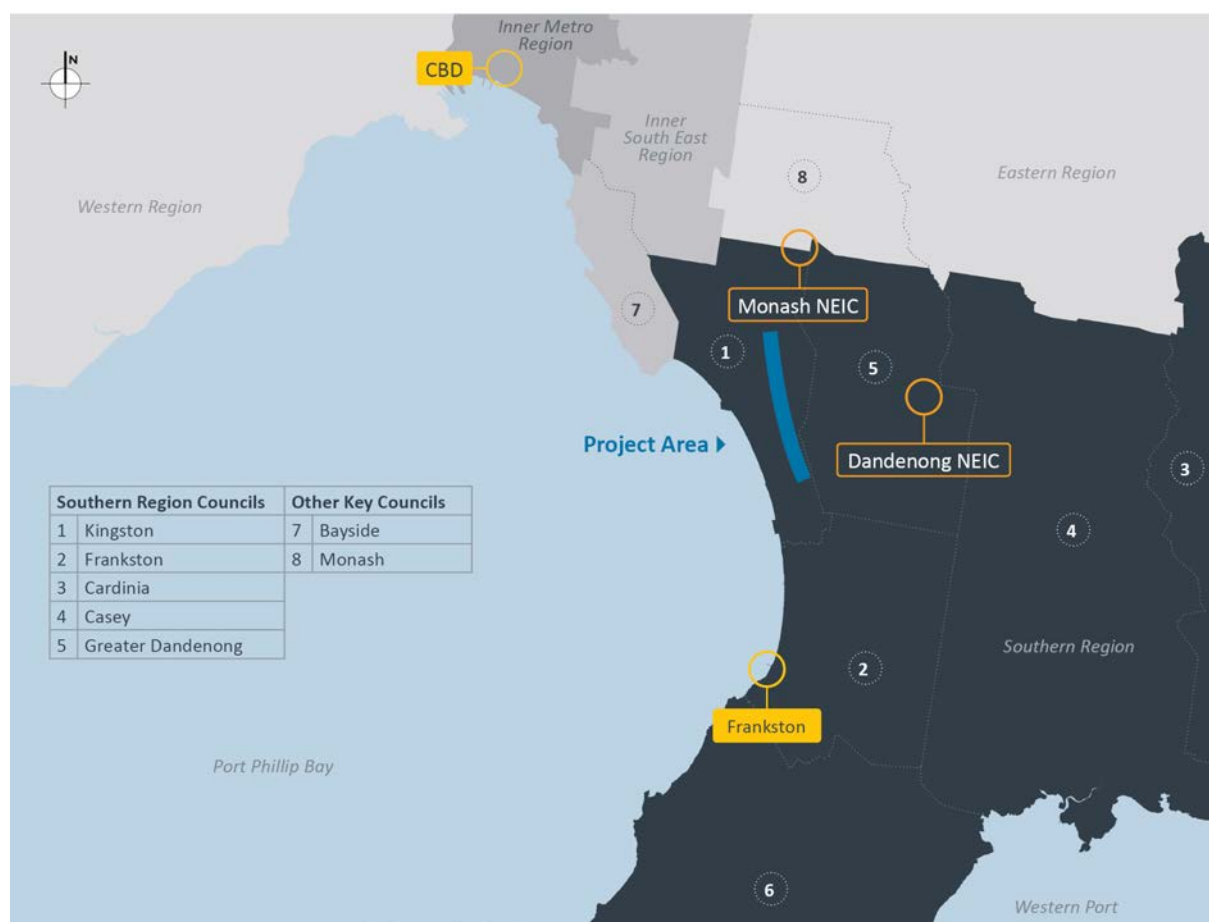 N
Inner Metro
Region
CBD
Inner
South East
Region
8
Eastern Region
Western Region
Monash NEIC
7
1
5
Project Area
Dandenong NEIC
3
4
Southern Region Councils Other Key Councils
1 Kingston 7 Bayside
2 Frankston 8 Monash
3 Cardinia
4 Casey
5 Greater Dandenong
Southern Region
2
Frankston
Port Phillip Bay
6
Western Port